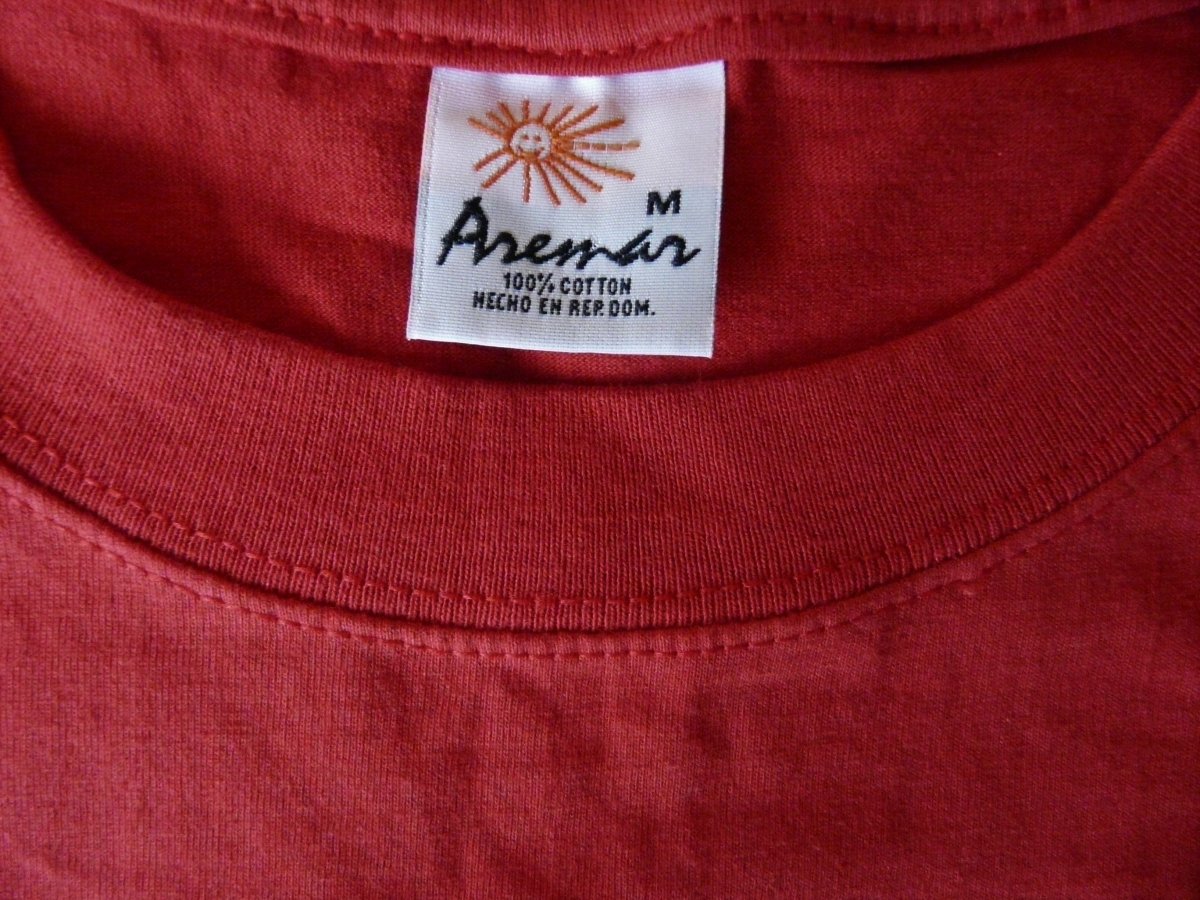 M
Aremar
100% COTTON
HECHO EN REP. DOM.